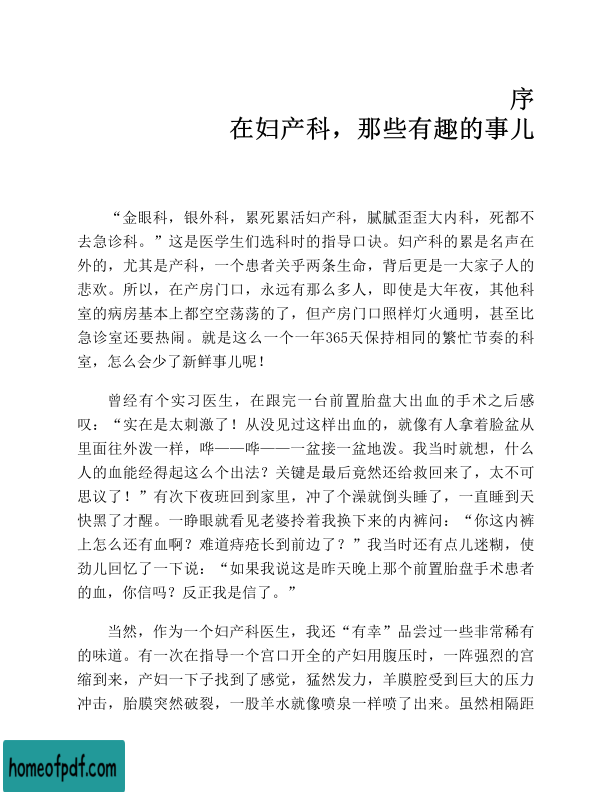 序
在妇产科，那些有趣的事儿
“金眼科，银外科，累死累活妇产科，腻腻歪歪大内科，死都不
去急诊科。”这是医学生们选科时的指导口诀。妇产科的累是名声在
外的，尤其是产科，一个患者关乎两条生命，背后更是一大家子人的
悲欢。所以，在产房门口，永远有那么多人，即使是大年夜，其他科
室的病房基本上都空空荡荡的了，但产房门口照样灯火通明，甚至比
急诊室还要热闹。就是这么一个一年365天保持相同的繁忙节奏的科
室，怎么会少了新鲜事儿呢！
曾经有个实习医生，在跟完一台前置胎盘大出血的手术之后感
叹：“实在是太刺激了！从没见过这样出血的，就像有人拿着脸盆从
里面往外泼一样，哗——哗——一盆接一盆地泼。我当时就想，什么
人的血能经得起这么个出法？关键是最后竟然还给救回来了，太不可
思议了！”有次下夜班回到家里，冲了个澡就倒头睡了，一直睡到天
快黑了才醒。一睁眼就看见老婆拎着我换下来的内裤问：“你这内裤
上怎么还有血啊？难道痔疮长到前边了？”我当时还有点儿迷糊，使
劲儿回忆了一下说：“如果我说这是昨天晚上那个前置胎盘手术患者
的血，你信吗？反正我是信了。”
当然，作为一个妇产科医生，我还“有幸”品尝过一些非常稀有
的味道。有一次在指导一个宫口开全的产妇用腹压时，一阵强烈的宫
缩到来，产妇一下子找到了感觉，猛然发力，羊膜腔受到巨大的压力
冲击，胎膜突然破裂，一股羊水就像喷泉一样喷了出来。虽然相隔距
homeofpdf.com